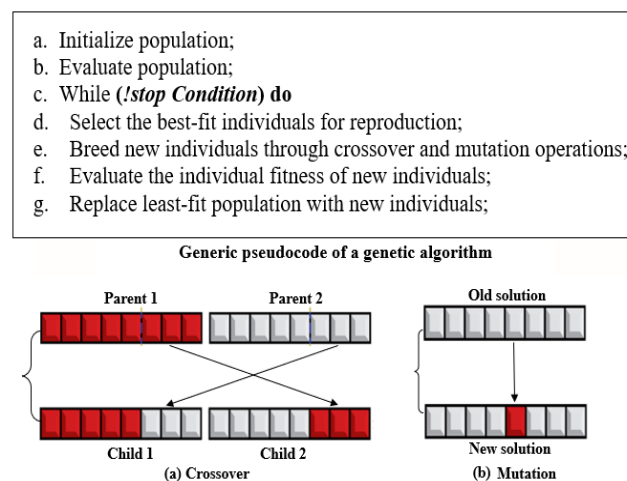 a. Initialize population;
b. Evaluate population;
c. While (!stop Condition) do
d. Select the best-fit individuals for reproduction;
e. Breed new individuals through crossover and mutation operations;
f. Evaluate the individual fitness of new individuals;
g. Replace least-fit population with new individuals;
Generic pseudocode of a genetic algorithm
Parent 1
Parent 2
Child 1
Child 2
(a) Crossover
Old solution
New solution
(b) Mutation